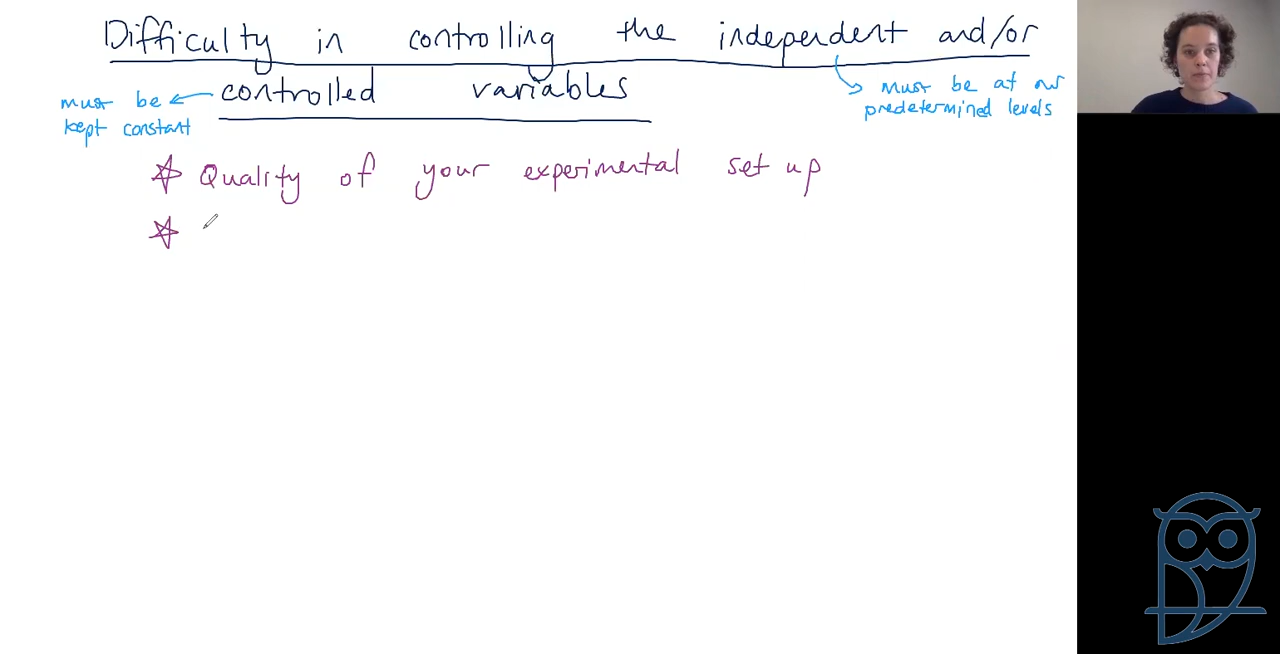 Difficulty in controlling the independent and/or
controlled variables
must be
kept constant
must be at our
predetermined levels
☆ Quality of your experimental set up
☆